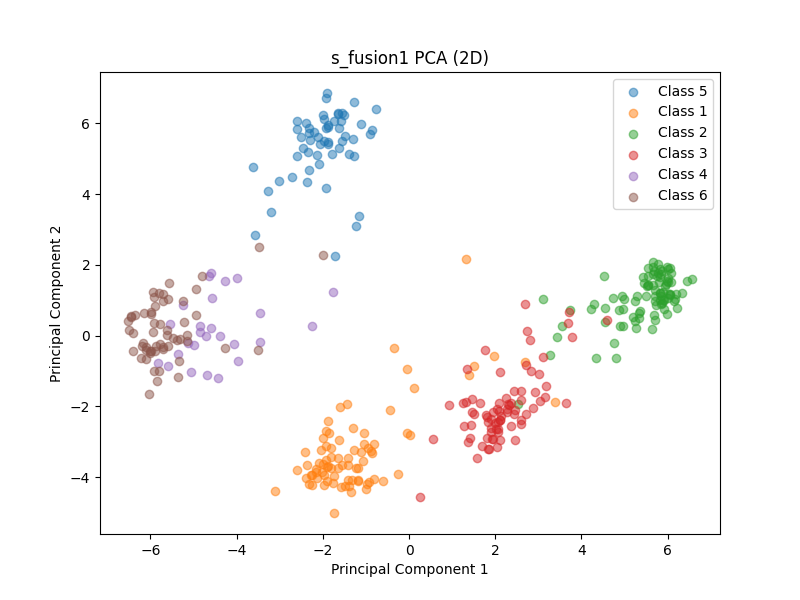 s_fusion1 PCA (2D)
Class 5
Class 1
Class 2
Class 3
Class 4
Class 6
6
4
2
0
−2
−4
Principal Component 2
−6
−4
−2
0
2
4
6
Principal Component 1